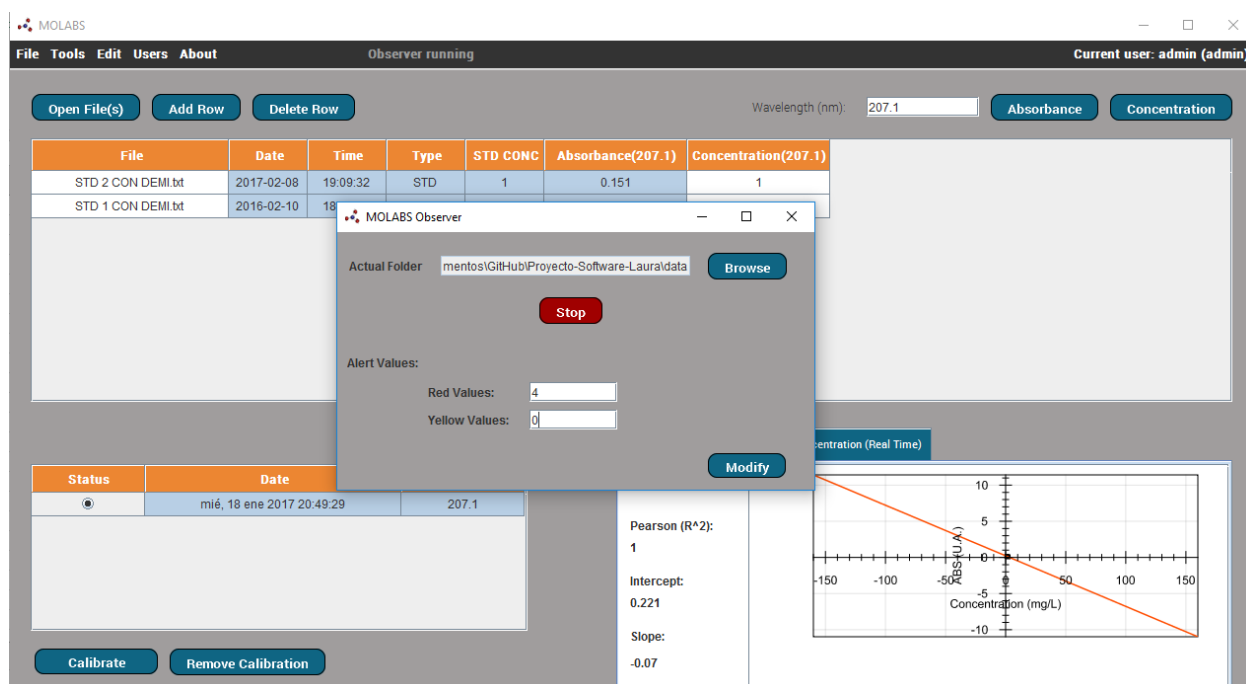 MOLABS
File Tools Edit Users About Observer running Current user: admin (admin)
Open File(s) Add Row Delete Row Wavelength (nm): 207.1 Absorbance Concentration
File Date Time Type STD CONC Absorbance(207.1) Concentration(207.1)
STD 2 CON DEMI.txt 2017-02-08 19:09:32 STD 1 0.151 1
STD 1 CON DEMI.txt 2016-02-10 18
MOLABS Observer
Actual Folder mentos\GitHub\Proyecto-Software-Laura\data Browse
Stop
Alert Values:
Red Values: 4
Yellow Values: 0
Modify
centration (Real Time)
Status Date
mié, 18 ene 2017 20:49:29 207.1
Pearson (R^2):
1
Intercept:
0.221
Slope:
-0.07
10
5
0
-5
-10
-150 -100 -50 0 50 100 150
ABS (U.A.)
Concentration (mg/L)
Calibrate Remove Calibration